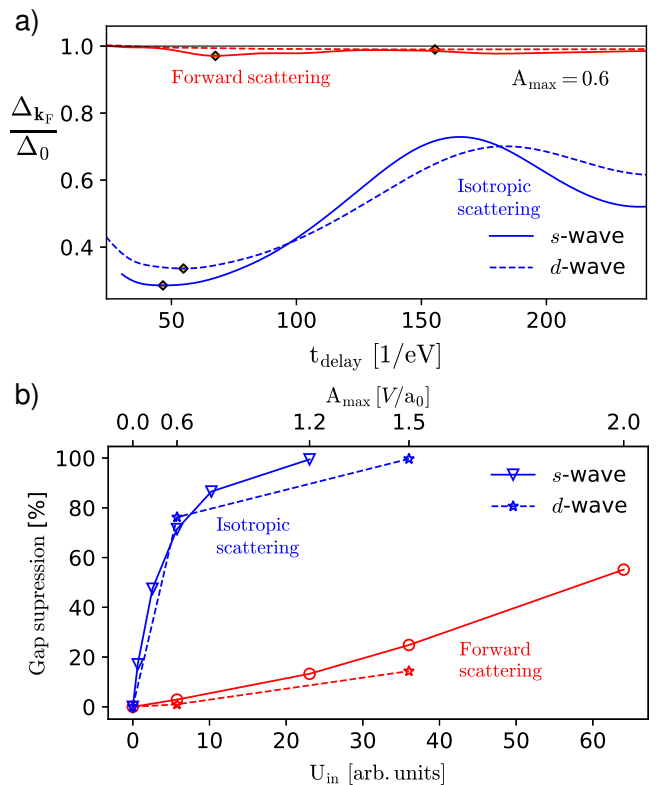 a)
1.0
0.8
0.6
0.4
Δ_k_F / Δ_0
Forward scattering
A_max = 0.6
Isotropic
scattering
s-wave
d-wave
50 100 150 200
t_delay [1/eV]
b)
A_max [V/a_0]
0.0 0.6 1.2 1.5 2.0
100
80
60
40
20
0
Gap supression [%]
s-wave
d-wave
Isotropic
scattering
Forward
scattering
0 10 20 30 40 50 60
U_in [arb. units]